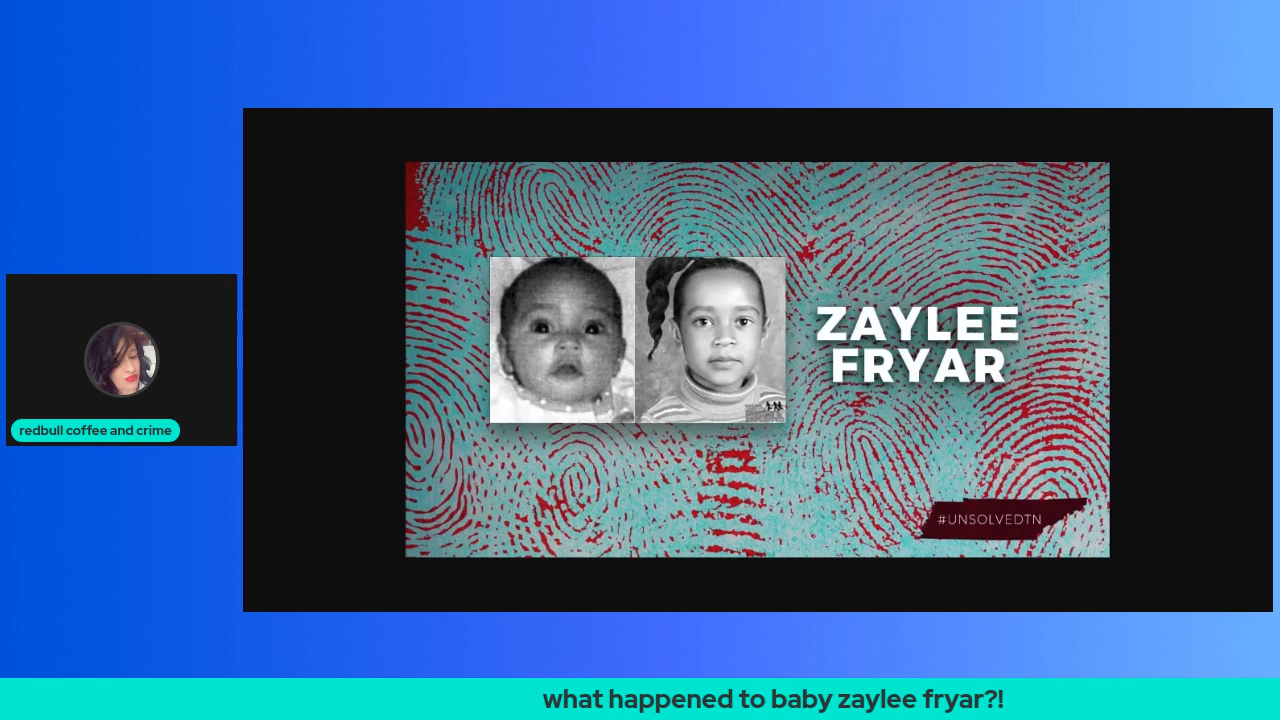 redbull coffee and crime
ZAYLEE
FRYAR
#UNSOLVEDTN
what happened to baby zaylee fryar?!